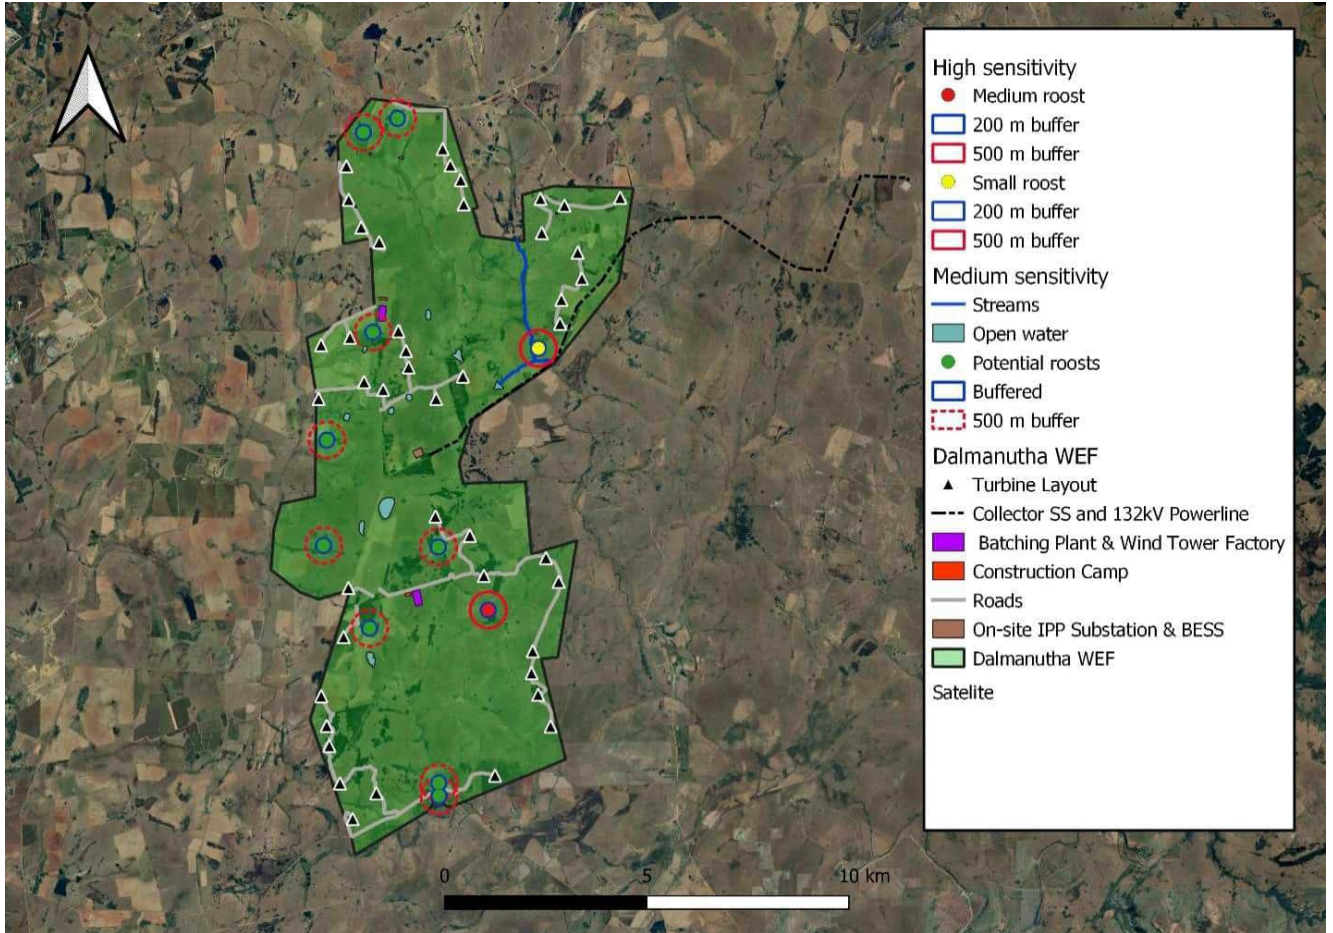 High sensitivity
Medium roost
200 m buffer
500 m buffer
Small roost
200 m buffer
500 m buffer
Medium sensitivity
Streams
Open water
Potential roosts
Buffered
500 m buffer
Dalmanutha WEF
Turbine Layout
Collector SS and 132kV Powerline
Batching Plant & Wind Tower Factory
Construction Camp
Roads
On-site IPP Substation & BESS
Dalmanutha WEF
Satelite
0 5 10 km